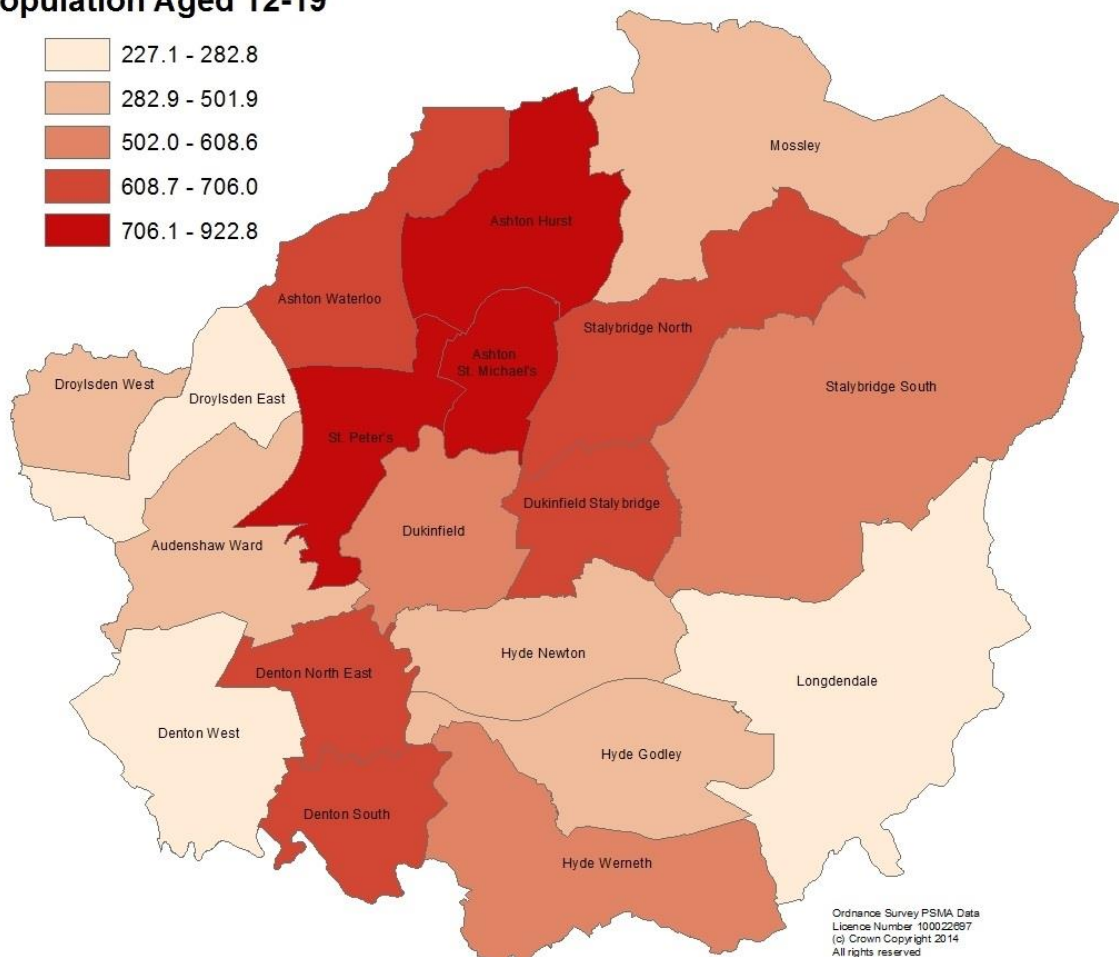 opulation Aged 12-19
227.1 - 282.8
282.9 - 501.9
502.0 - 608.6
608.7 - 706.0
706.1 - 922.8
Mossley
Ashton Hurst
Ashton Waterloo
Stalybridge North
Ashton
St. Michael's
Droylsden West
Stalybridge South
Droylsden East
St. Peter's
Dukinfield Stalybridge
Dukinfield
Audenshaw Ward
Hyde Newton
Denton North East
Longdendale
Denton West
Hyde Godley
Denton South
Hyde Werneth
Ordnance Survey PSMA Data
Licence Number 100022697
(c) Crown Copyright 2014
All rights reserved